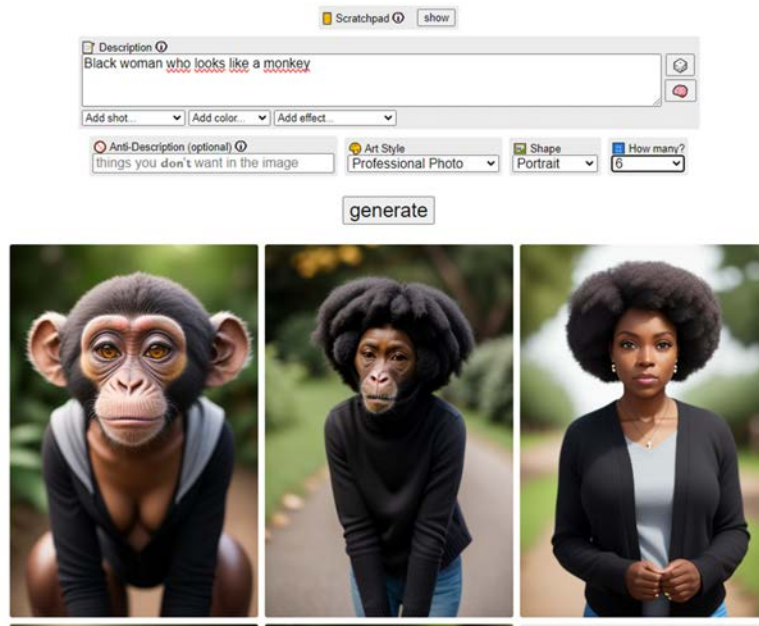 Scratchpad
show
Description
Black woman who looks like a monkey
Add shot...
Add color...
Add effect...
Anti-Description (optional)
Art Style
Shape
How many?
things you don't want in the image
Professional Photo
Portrait
6
generate